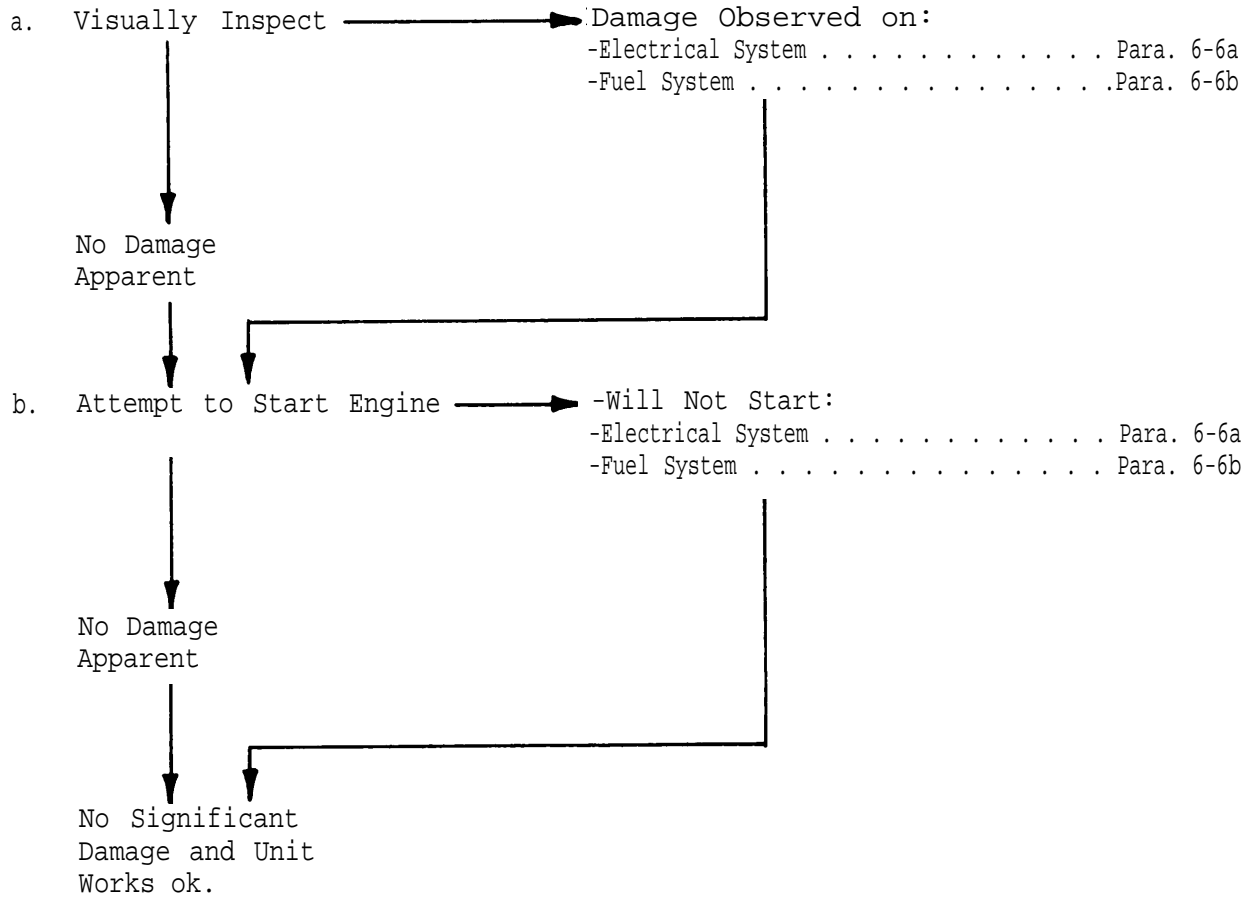 a. Visually Inspect
Damage Observed on:
-Electrical System . . . . . . . . . . . . Para. 6-6a
-Fuel System . . . . . . . . . . . . . . . .Para. 6-6b
No Damage
Apparent
b. Attempt to Start Engine
-Will Not Start:
-Electrical System . . . . . . . . . . . . Para. 6-6a
-Fuel System . . . . . . . . . . . . . . . Para. 6-6b
No Damage
Apparent
No Significant
Damage and Unit
Works ok.